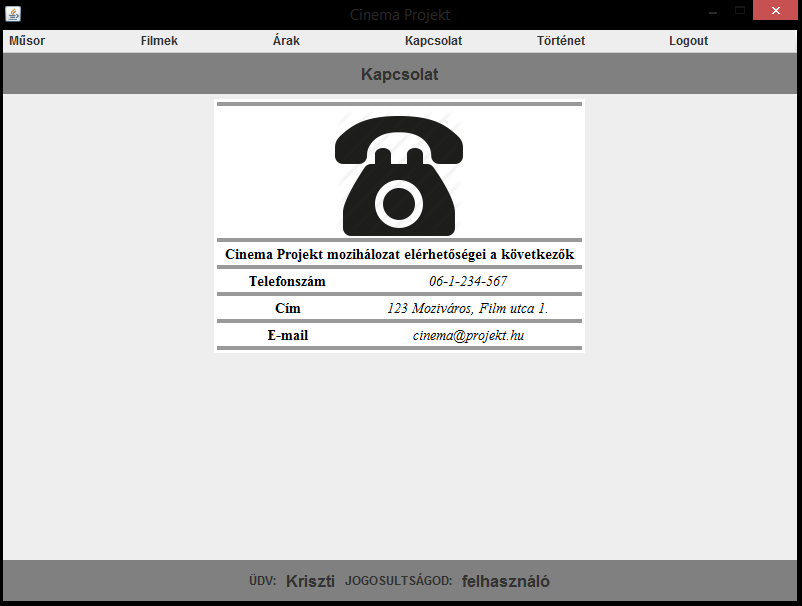 Cinema Projekt
Műsor Filmek Árak Kapcsolat Történet Logout
Kapcsolat
Cinema Projekt mozihálozat elérhetőségei a következők
Telefonszám 06-1-234-567
Cím 123 Moziváros, Film utca 1.
E-mail cinema@projekt.hu
ÜDV: Kriszti JOGOSULTSÁGOD: felhasználó